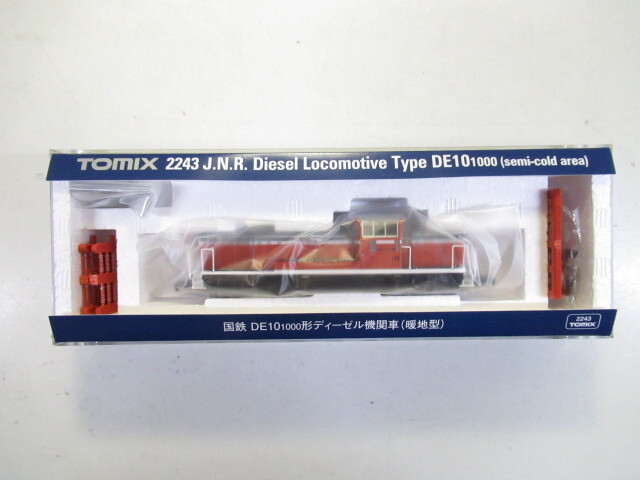 TOMIX 2243 J.N.R. Diesel Locomotive Type DE10 1000 (semi-cold area)
国鉄 DE10 1000形ディーゼル機関車(暖地型)
2243
TOMIX